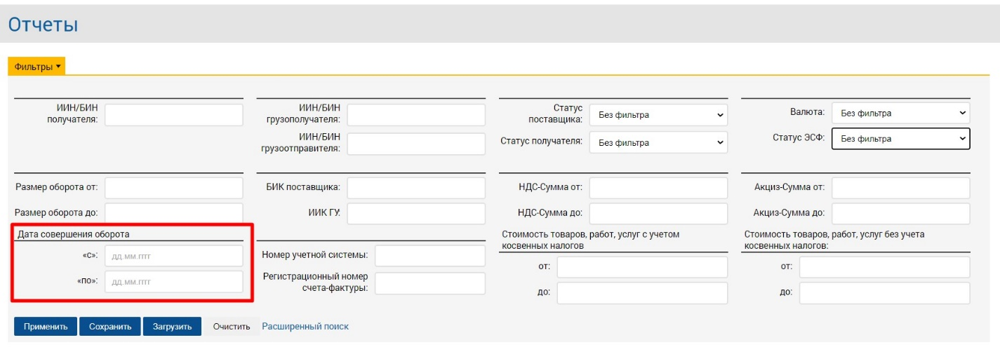 Отчеты
Фильтры
ИИН/БИН
получателя:
ИИН/БИН
грузополучателя:
ИИН/БИН
грузоотправителя:
Статус
поставщика:
Без фильтра
Статус получателя:
Без фильтра
Валюта:
Без фильтра
Статус ЭСФ:
Без фильтра
Размер оборота от:
Размер оборота до:
БИК поставщика:
ИИК ГУ:
НДС-Сумма от:
НДС-Сумма до:
Акциз-Сумма от:
Акциз-Сумма до:
Дата совершения оборота
«с»:
дд.мм.гггг
«по»:
дд.мм.гггг
Номер учетной системы:
Регистрационный номер
счета-фактуры:
Стоимость товаров, работ, услуг с учетом
косвенных налогов
от:
до:
Стоимость товаров, работ, услуг без учета
косвенных налогов:
от:
до:
Применить
Сохранить
Загрузить
Очистить
Расширенный поиск